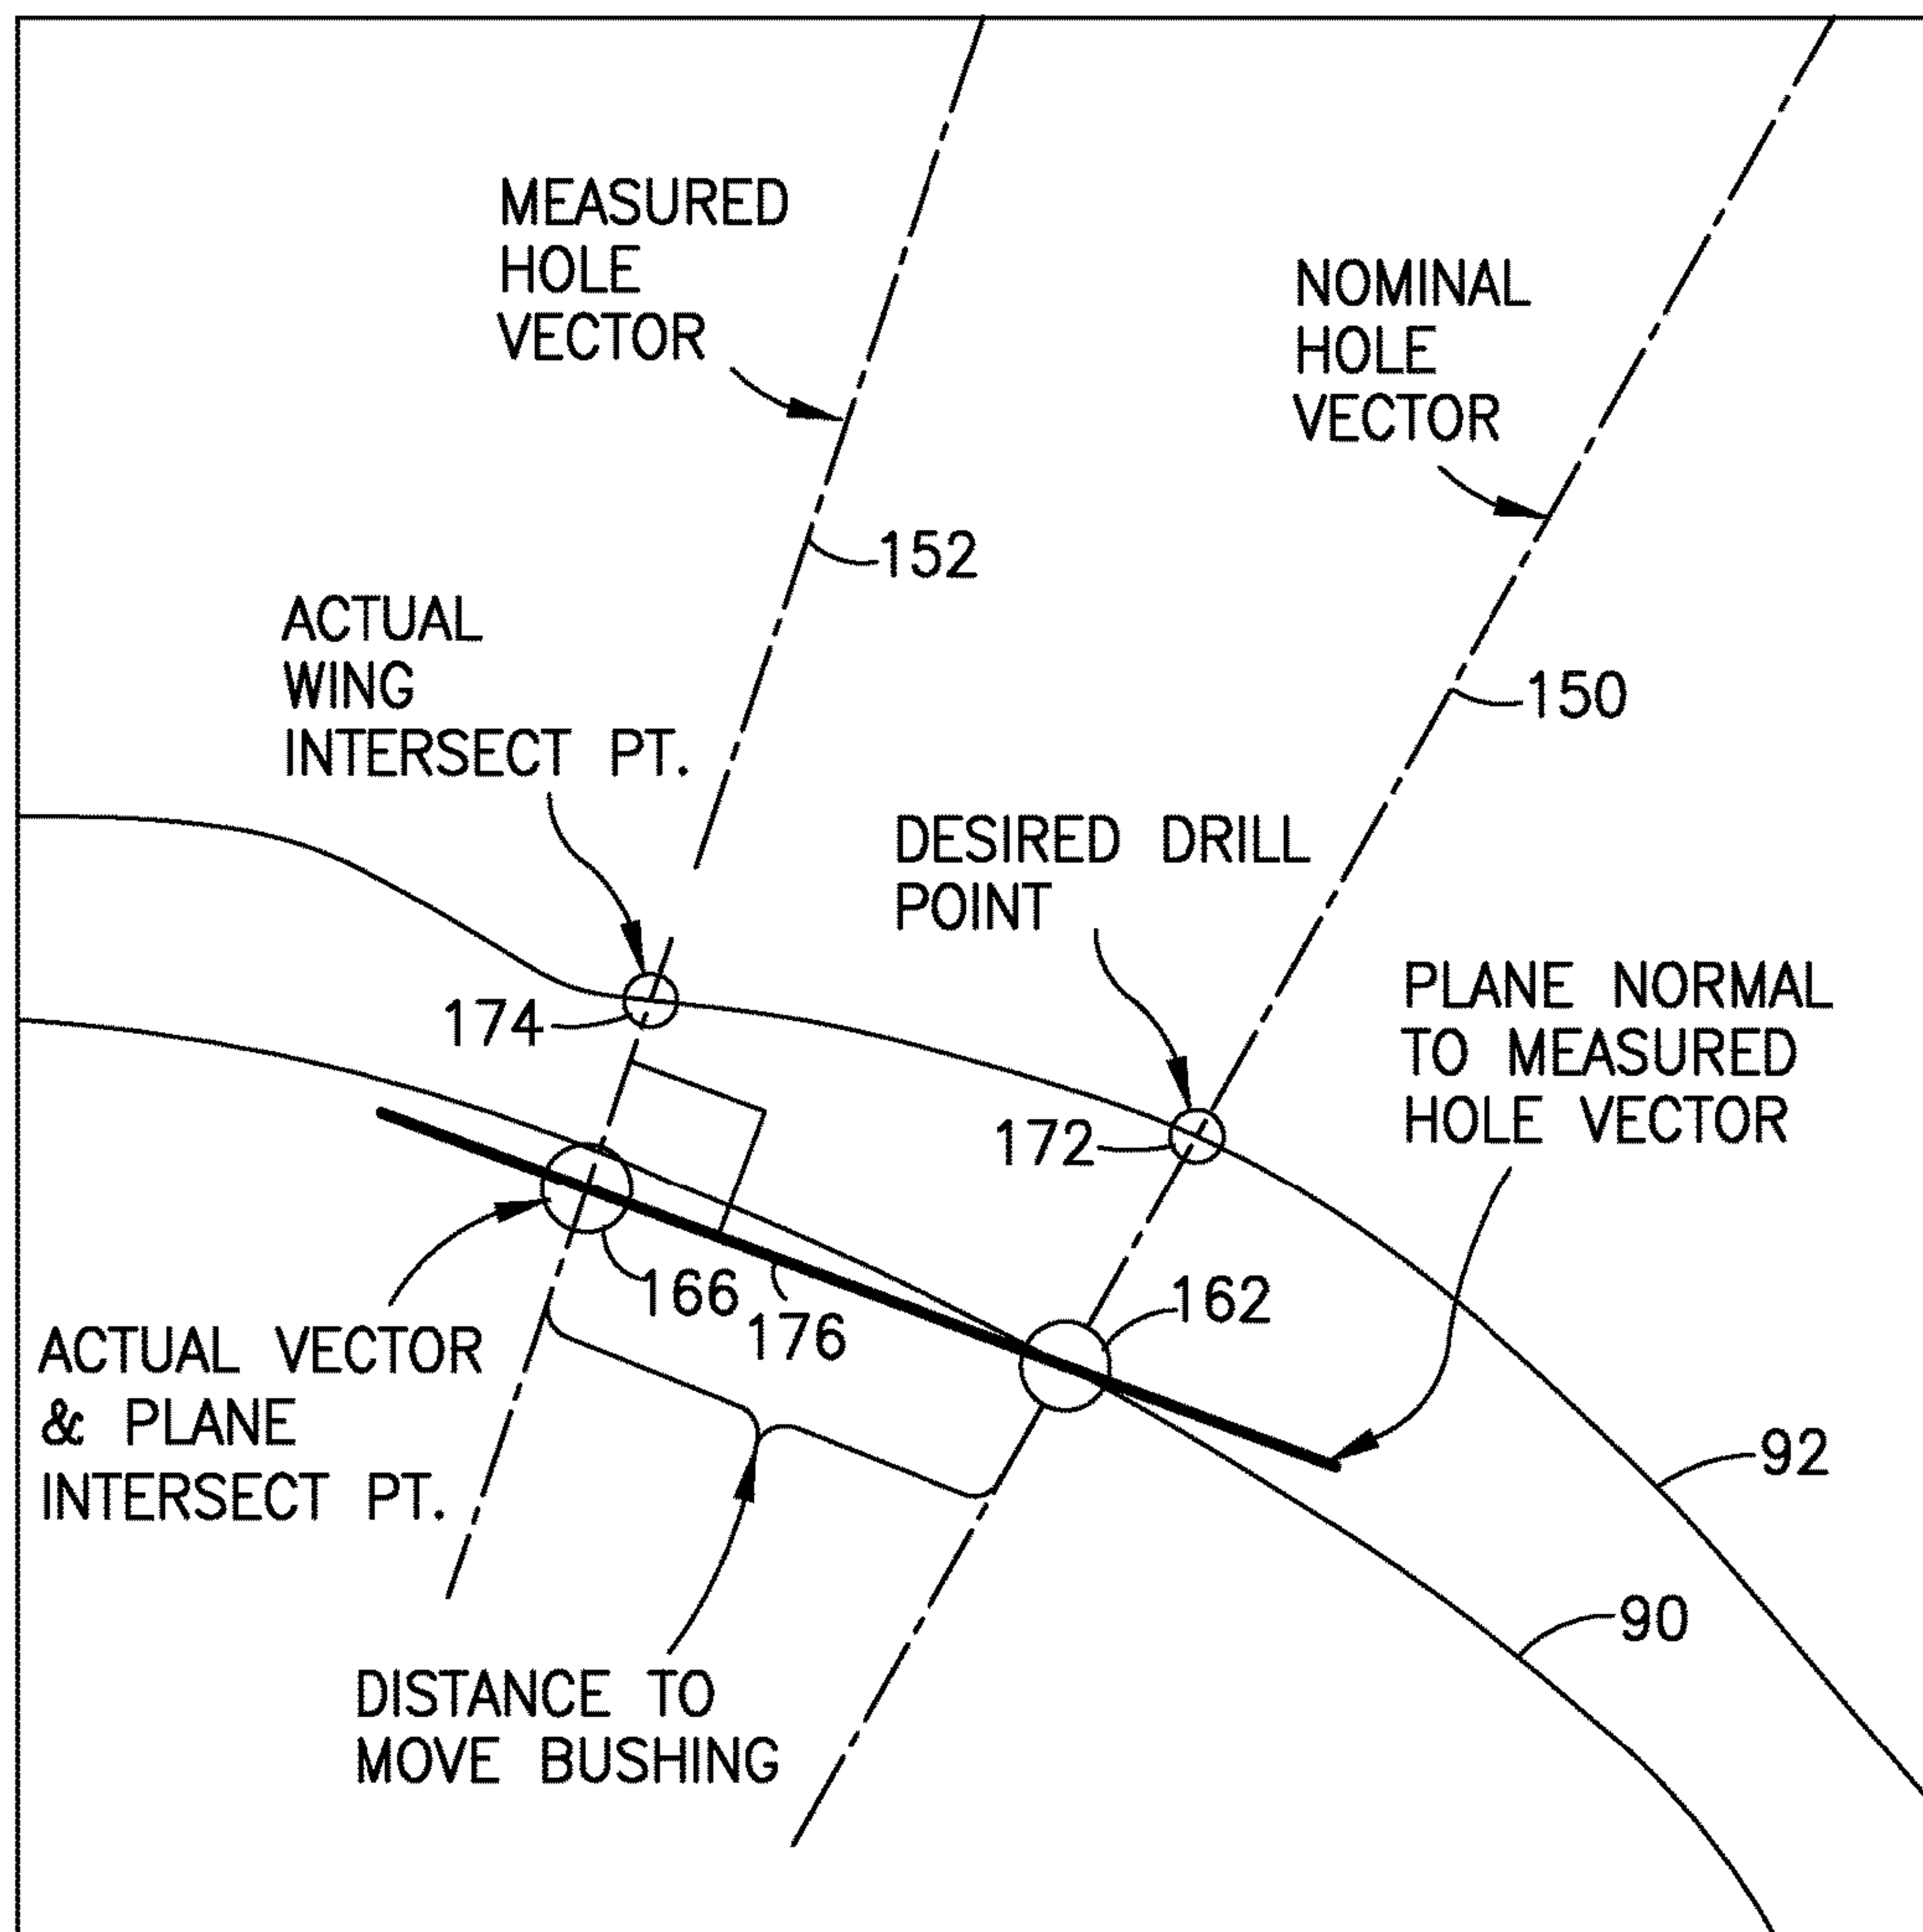 MEASURED
HOLE
VECTOR
NOMINAL
HOLE
VECTOR
152
ACTUAL
WING
INTERSECT PT.
150
DESIRED DRILL
POINT
PLANE NORMAL
TO MEASURED
HOLE VECTOR
174
172
166
176
162
ACTUAL VECTOR
& PLANE
INTERSECT PT.
92
90
DISTANCE TO
MOVE BUSHING